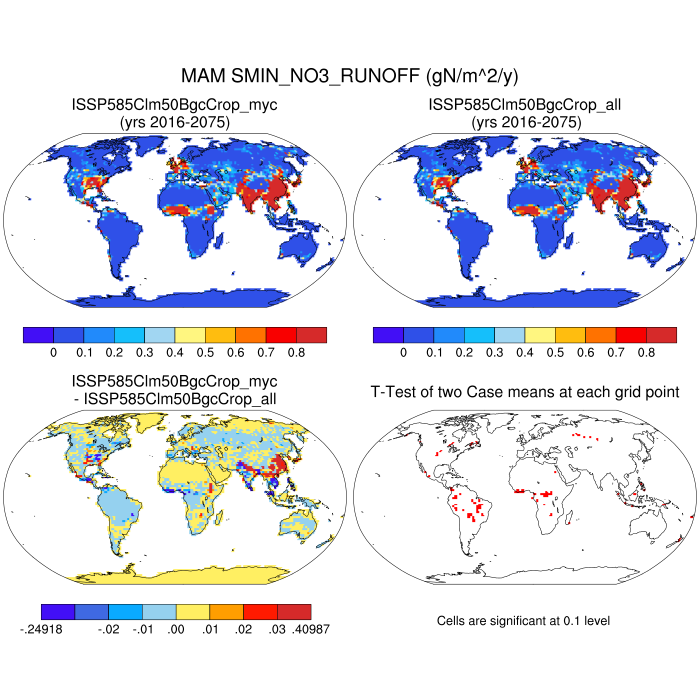 MAM SMIN_NO3_RUNOFF (gN/m^2/y)
ISSP585Clm50BgcCrop_myc
(yrs 2016-2075)
ISSP585Clm50BgcCrop_all
(yrs 2016-2075)
0 0.1 0.2 0.3 0.4 0.5 0.6 0.7 0.8
0 0.1 0.2 0.3 0.4 0.5 0.6 0.7 0.8
ISSP585Clm50BgcCrop_myc
- ISSP585Clm50BgcCrop_all
T-Test of two Case means at each grid point
-.24918 -.02 -.01 .00 .01 .02 .03 .40987
Cells are significant at 0.1 level